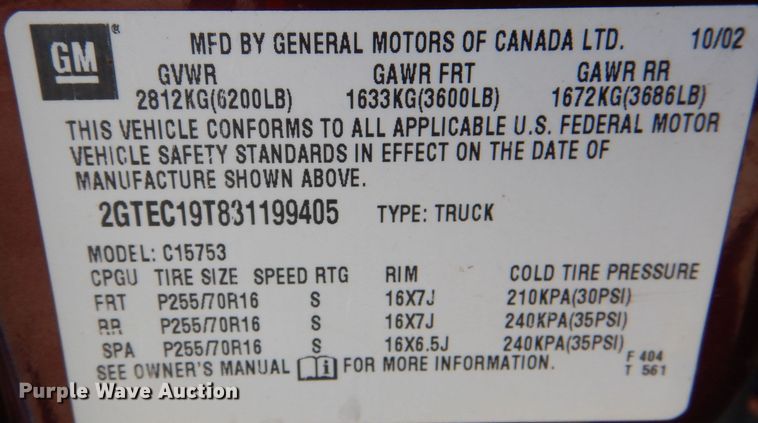 GM ® MFD BY GENERAL MOTORS OF CANADA LTD. 10/02
GVWR GAWR FRT GAWR RR
2812KG(6200LB) 1633KG(3600LB) 1672KG(3686LB)
THIS VEHICLE CONFORMS TO ALL APPLICABLE U.S. FEDERAL MOTOR
VEHICLE SAFETY STANDARDS IN EFFECT ON THE DATE OF
MANUFACTURE SHOWN ABOVE.
2GTEC19T831199405 TYPE: TRUCK
MODEL: C15753
CPGU TIRE SIZE SPEED RTG RIM COLD TIRE PRESSURE
FRT P255/70R16 S 16X7J 210KPA(30PSI)
RR P255/70R16 S 16X7J 240KPA(35PSI)
SPA P255/70R16 S 16X6.5J 240KPA(35PSI)
SEE OWNER'S MANUAL i FOR MORE INFORMATION.
F 404
T 561
Purple Wave Auction